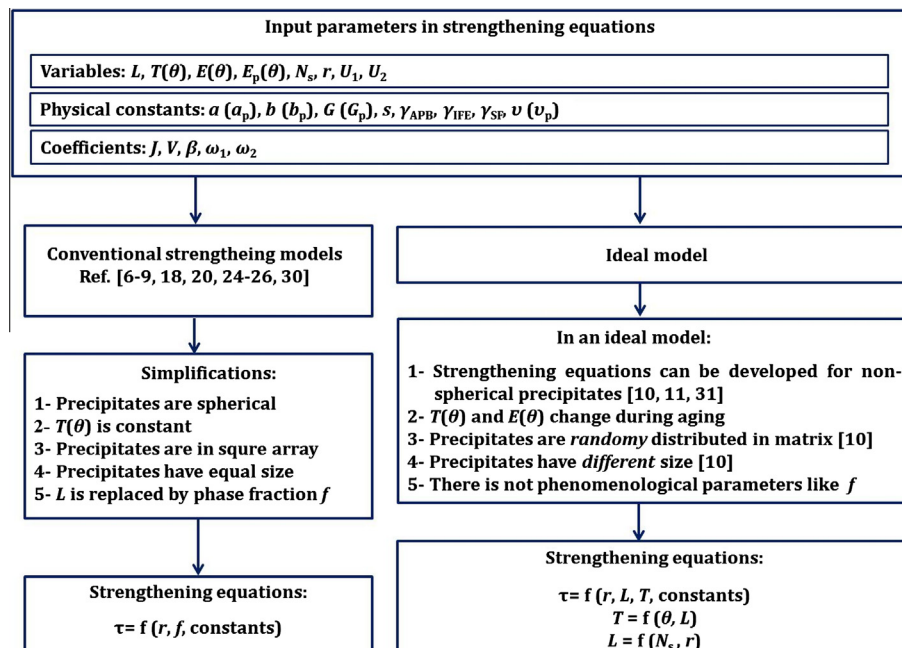 Input parameters in strengthening equations
Variables: L, T(θ), E(θ), Eₚ(θ), Nₛ, r, U₁, U₂
Physical constants: a (aₚ), b (bₚ), G (Gₚ), s, γAPB, γIFE, γSF, υ (υₚ)
Coefficients: J, V, β, ω₁, ω₂
Conventional strengtheing models
Ref. [6-9, 18, 20, 24-26, 30]
Simplifications:
1- Precipitates are spherical
2- T(θ) is constant
3- Precipitates are in squre array
4- Precipitates have equal size
5- L is replaced by phase fraction f
Strengthening equations:
τ= f (r, f, constants)
Ideal model
In an ideal model:
1- Strengthening equations can be developed for non-
spherical precipitates [10, 11, 31]
2- T(θ) and E(θ) change during aging
3- Precipitates are randomy distributed in matrix [10]
4- Precipitates have different size [10]
5- There is not phenomenological parameters like f
Strengthening equations:
τ= f (r, L, T, constants)
T = f (θ, L)
L = f (Nₛ, r)